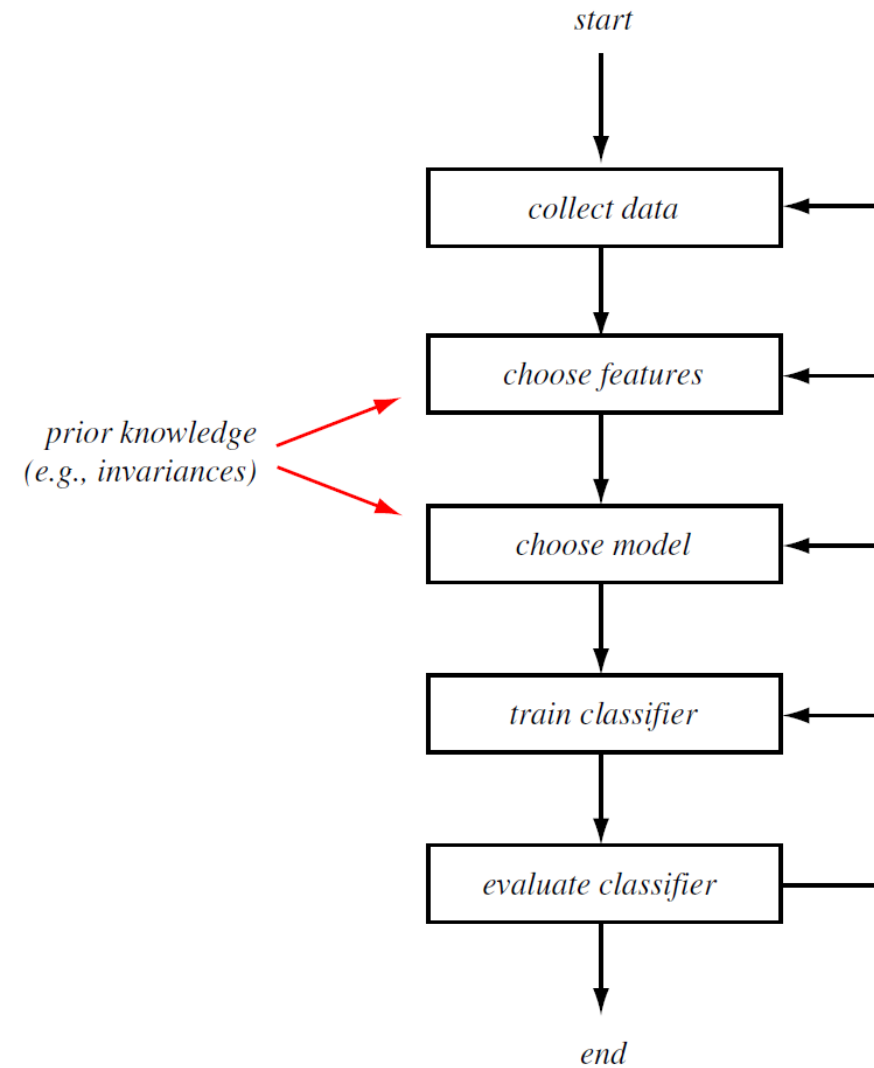 start
collect data
choose features
prior knowledge
(e.g., invariances)
choose model
train classifier
evaluate classifier
end